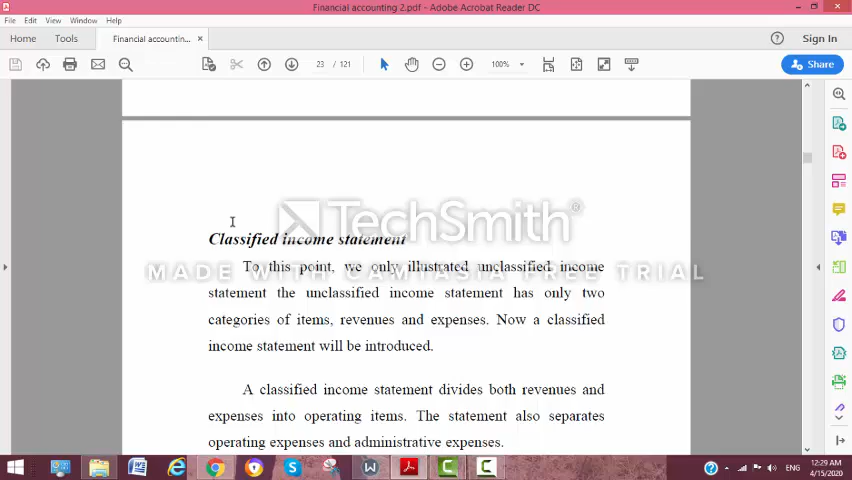 Financial accounting 2.pdf - Adobe Acrobat Reader DC
File Edit View Window Help
Home Tools Financial accountin... × Sign In
23 / 121 100% Share
Classified income statement
To this point, we only illustrated unclassified income
statement the unclassified income statement has only two
categories of items, revenues and expenses. Now a classified
income statement will be introduced.
A classified income statement divides both revenues and
expenses into operating items. The statement also separates
operating expenses and administrative expenses.
TechSmith®
MADE WITH CAMTASIA FREE TRIAL
ENG 12:29 AM
4/15/2020